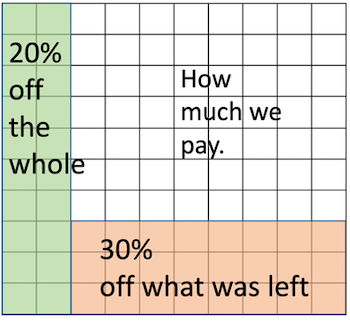 20%
off
the
whole
How
much we
pay.
30%
off what was left